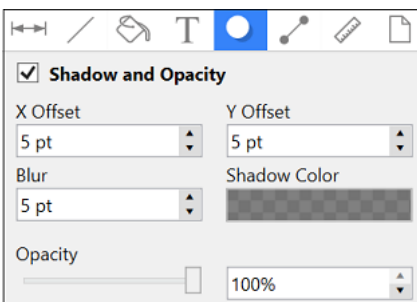 T
Shadow and Opacity
X Offset Y Offset
5 pt 5 pt
Blur Shadow Color
5 pt
Opacity
100%